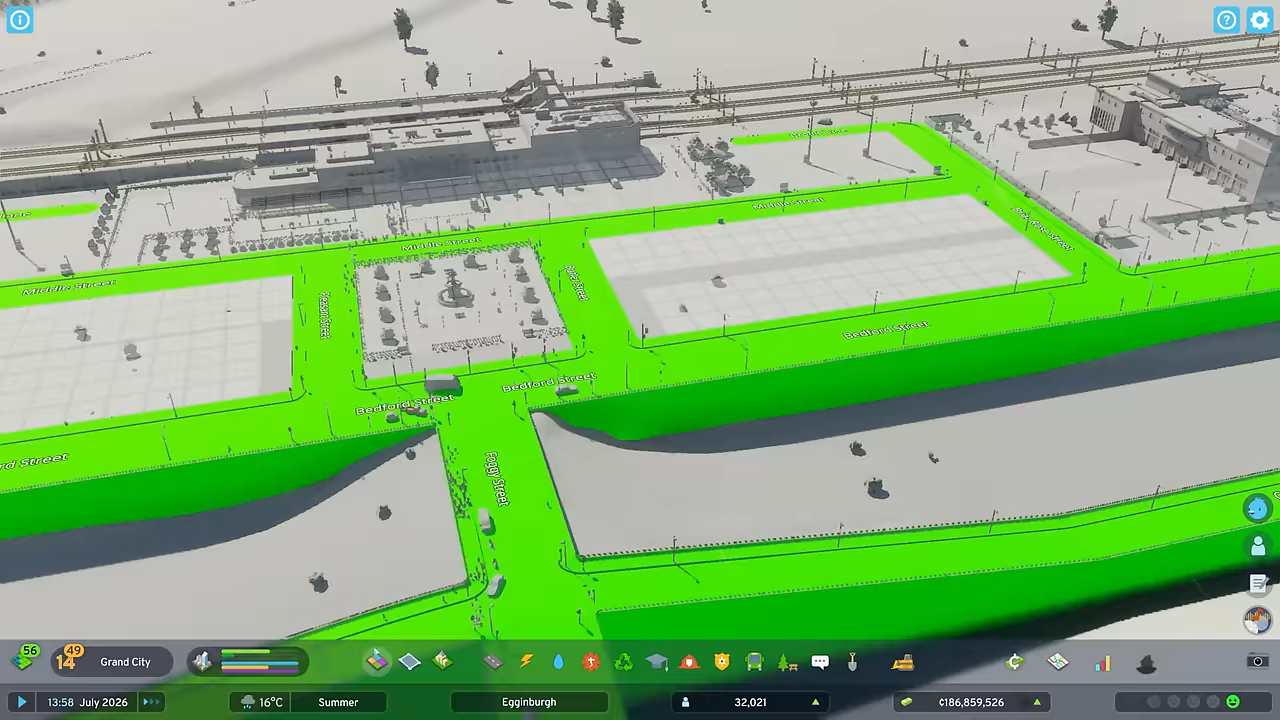 Middle Street
Middle Street
Middle Street
Bedford Street
Bedford Street
Bedford Street
rd Street
Foggy Street
56
49
14
Grand City
13:58 July 2026
16°C
Summer
Egginburgh
32,021
¢186,859,526